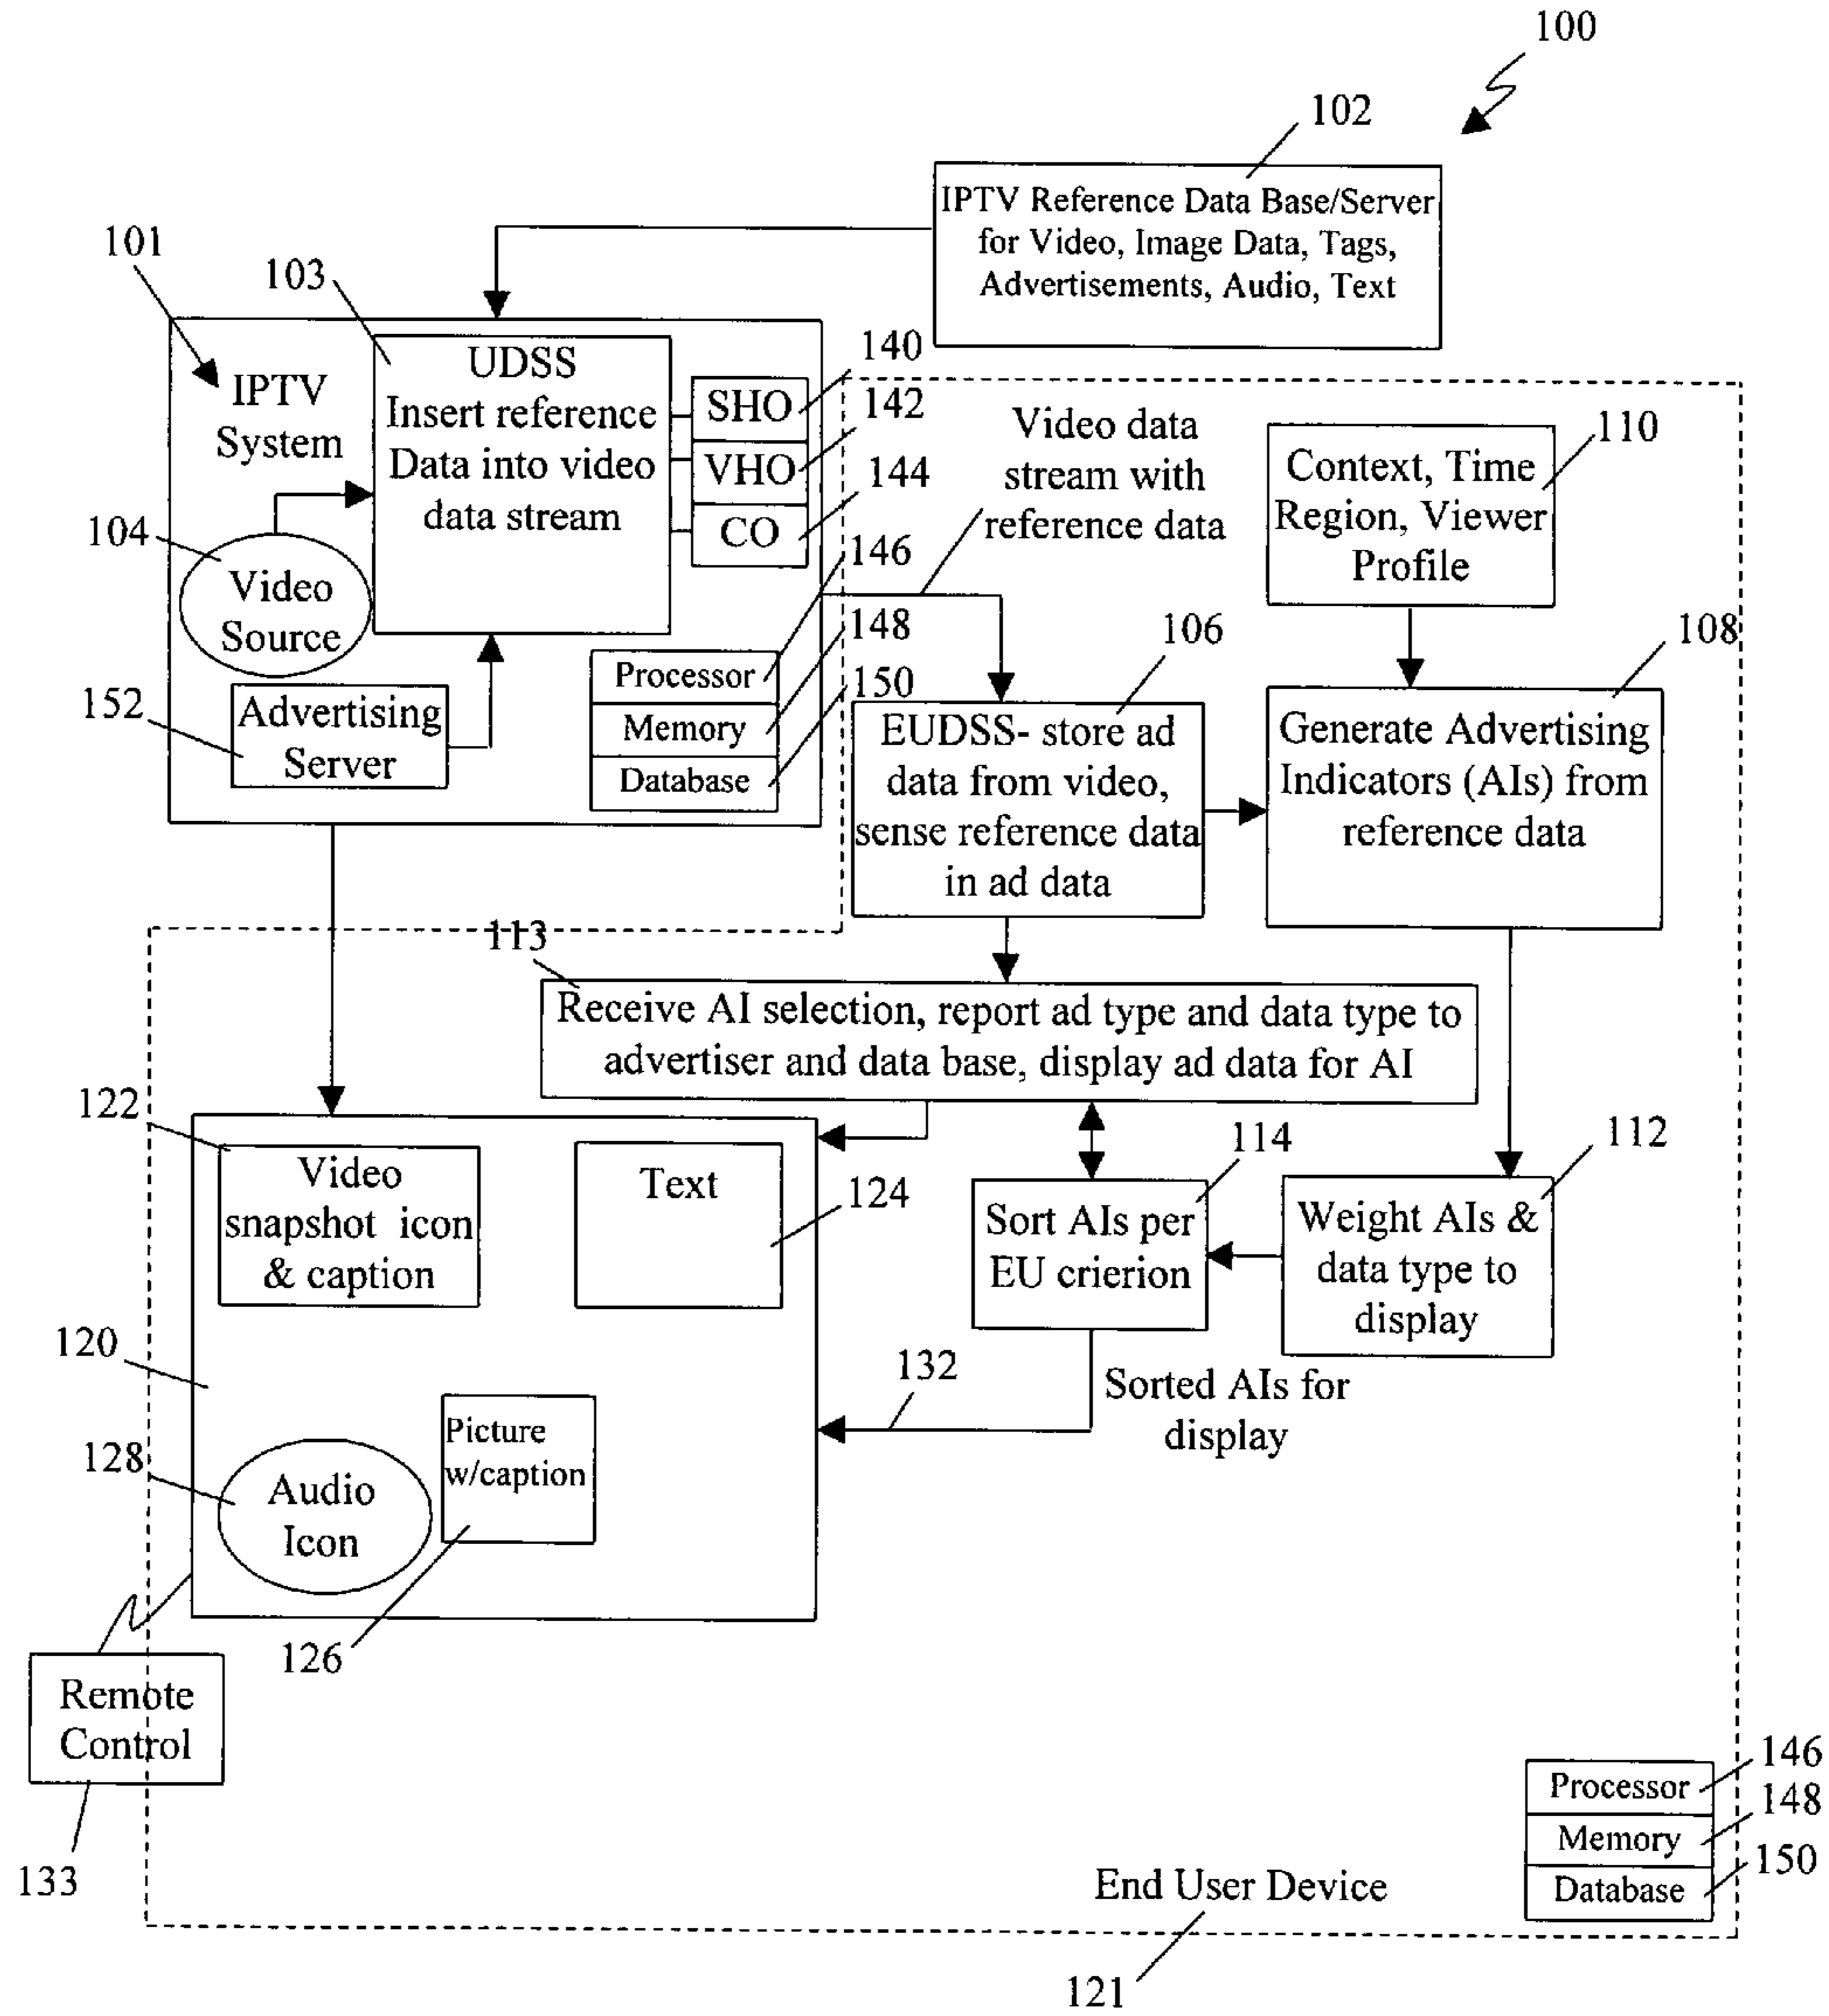 100
102
IPTV Reference Data Base/Server
for Video, Image Data, Tags,
Advertisements, Audio, Text
101
103
IPTV
System
UDSS
Insert reference
Data into video
data stream
140
SHO
142
VHO
144
CO
104
Video
Source
152
Advertising
Server
146
Processor
148
Memory
150
Database
Video data
stream with
reference data
110
Context, Time
Region, Viewer
Profile
106
EUDSS- store ad
data from video,
sense reference data
in ad data
108
Generate Advertising
Indicators (AIs) from
reference data
113
Receive AI selection, report ad type and data type to
advertiser and data base, display ad data for AI
122
Video
snapshot icon
& caption
Text
124
114
Sort AIs per
EU crierion
112
Weight AIs &
data type to
display
120
132
Sorted AIs for
display
128
Audio
Icon
Picture
w/caption
126
Remote
Control
133
146
Processor
148
Memory
150
Database
End User Device
121